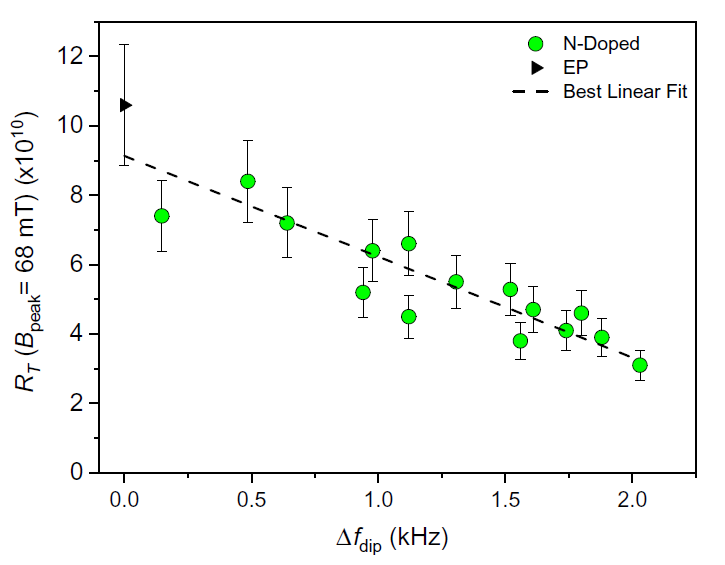 N-Doped
EP
Best Linear Fit
12
10
8
6
4
2
0
R_T (B_peak= 68 mT) (x10^10)
0.0 0.5 1.0 1.5 2.0
Δf_dip (kHz)